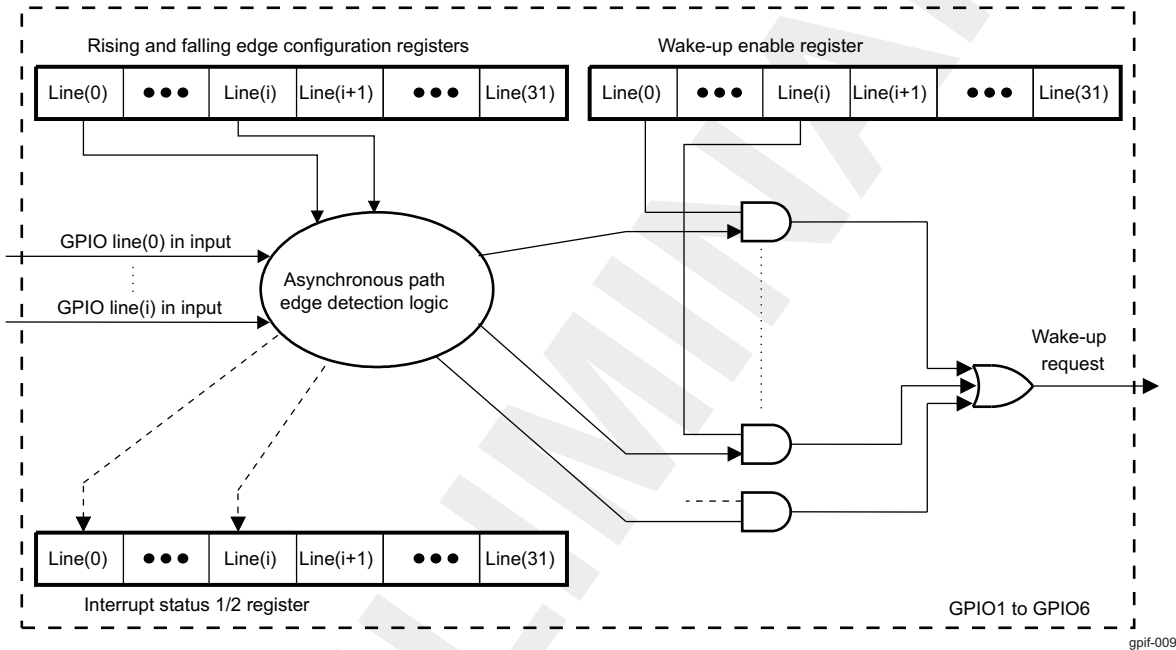 Rising and falling edge configuration registers
Wake-up enable register
Line(0) ●●● Line(i) Line(i+1) ●●● Line(31)
Line(0) ●●● Line(i) Line(i+1) ●●● Line(31)
GPIO line(0) in input
GPIO line(i) in input
Asynchronous path
edge detection logic
Wake-up
request
Line(0) ●●● Line(i) Line(i+1) ●●● Line(31)
Interrupt status 1/2 register
GPIO1 to GPIO6
gpif-009